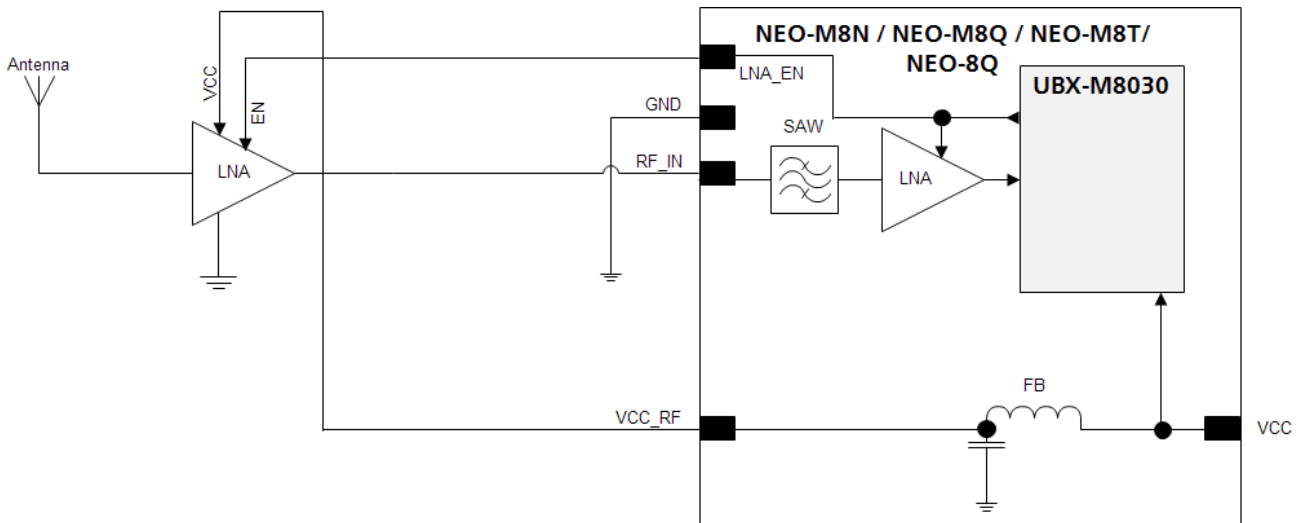 NEO-M8N / NEO-M8Q / NEO-M8T/
NEO-8Q
Antenna
VCC
EN
LNA
LNA_EN
GND
RF_IN
SAW
LNA
UBX-M8030
VCC_RF
FB
VCC